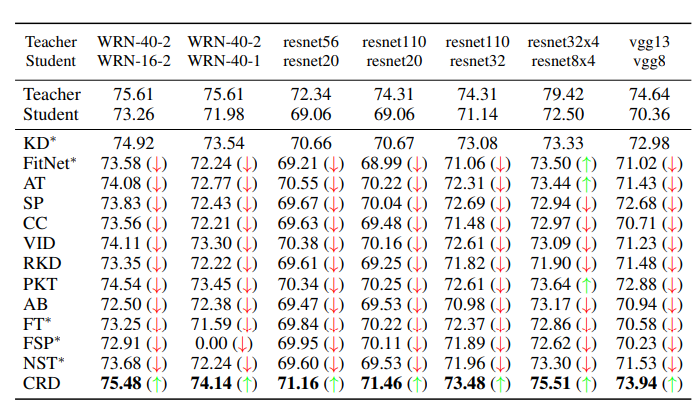 Teacher WRN-40-2 WRN-40-2 resnet56 resnet110 resnet110 resnet32x4 vgg13
Student WRN-16-2 WRN-40-1 resnet20 resnet20 resnet32 resnet8x4 vgg8
Teacher 75.61 75.61 72.34 74.31 74.31 79.42 74.64
Student 73.26 71.98 69.06 69.06 71.14 72.50 70.36
KD* 74.92 73.54 70.66 70.67 73.08 73.33 72.98
FitNet* 73.58 (↓) 72.24 (↓) 69.21 (↓) 68.99 (↓) 71.06 (↓) 73.50 (↑) 71.02 (↓)
AT 74.08 (↓) 72.77 (↓) 70.55 (↓) 70.22 (↓) 72.31 (↓) 73.44 (↑) 71.43 (↓)
SP 73.83 (↓) 72.43 (↓) 69.67 (↓) 70.04 (↓) 72.69 (↓) 72.94 (↓) 72.68 (↓)
CC 73.56 (↓) 72.21 (↓) 69.63 (↓) 69.48 (↓) 71.48 (↓) 72.97 (↓) 70.71 (↓)
VID 74.11 (↓) 73.30 (↓) 70.38 (↓) 70.16 (↓) 72.61 (↓) 73.09 (↓) 71.23 (↓)
RKD 73.35 (↓) 72.22 (↓) 69.61 (↓) 69.25 (↓) 71.82 (↓) 71.90 (↓) 71.48 (↓)
PKT 74.54 (↓) 73.45 (↓) 70.34 (↓) 70.25 (↓) 72.61 (↓) 73.64 (↑) 72.88 (↓)
AB 72.50 (↓) 72.38 (↓) 69.47 (↓) 69.53 (↓) 70.98 (↓) 73.17 (↓) 70.94 (↓)
FT* 73.25 (↓) 71.59 (↓) 69.84 (↓) 70.22 (↓) 72.37 (↓) 72.86 (↓) 70.58 (↓)
FSP* 72.91 (↓) 0.00 (↓) 69.95 (↓) 70.11 (↓) 71.89 (↓) 72.62 (↓) 70.23 (↓)
NST* 73.68 (↓) 72.24 (↓) 69.60 (↓) 69.53 (↓) 71.96 (↓) 73.30 (↓) 71.53 (↓)
CRD 75.48 (↑) 74.14 (↑) 71.16 (↑) 71.46 (↑) 73.48 (↑) 75.51 (↑) 73.94 (↑)